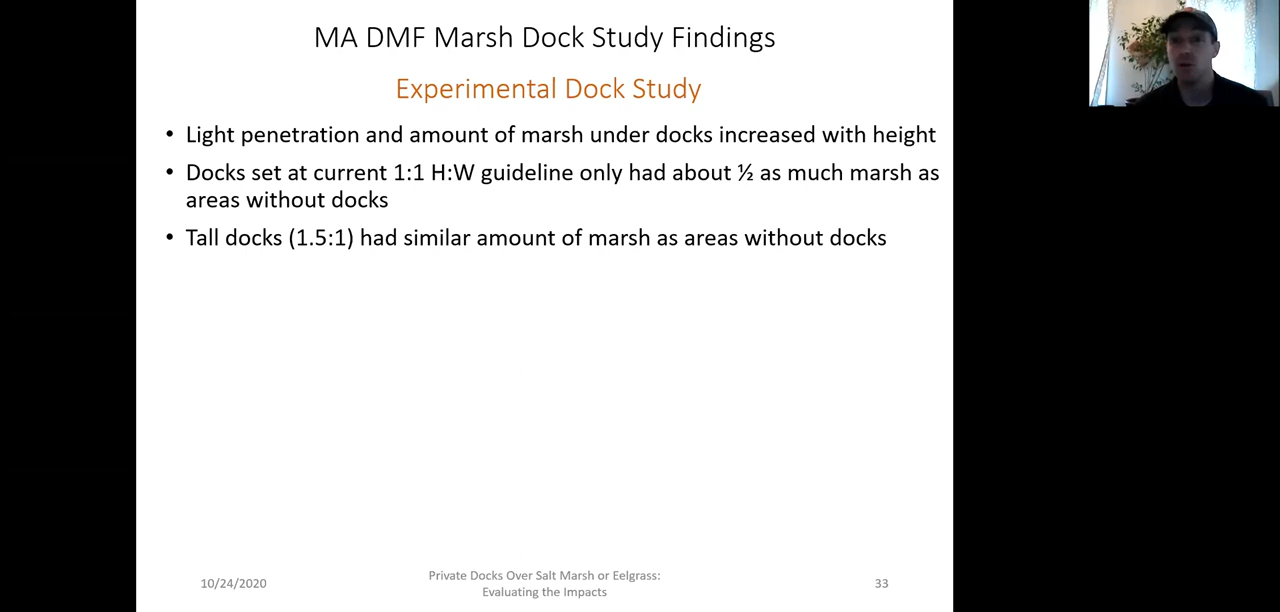 MA DMF Marsh Dock Study Findings
Experimental Dock Study
• Light penetration and amount of marsh under docks increased with height
• Docks set at current 1:1 H:W guideline only had about ½ as much marsh as
areas without docks
• Tall docks (1.5:1) had similar amount of marsh as areas without docks
10/24/2020
Private Docks Over Salt Marsh or Eelgrass:
Evaluating the Impacts
33